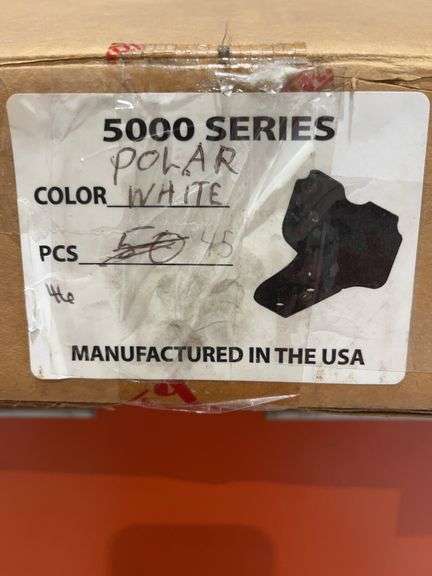 5000 SERIES
POLAR
COLOR WHITE
PCS 50 45
46
MANUFACTURED IN THE USA